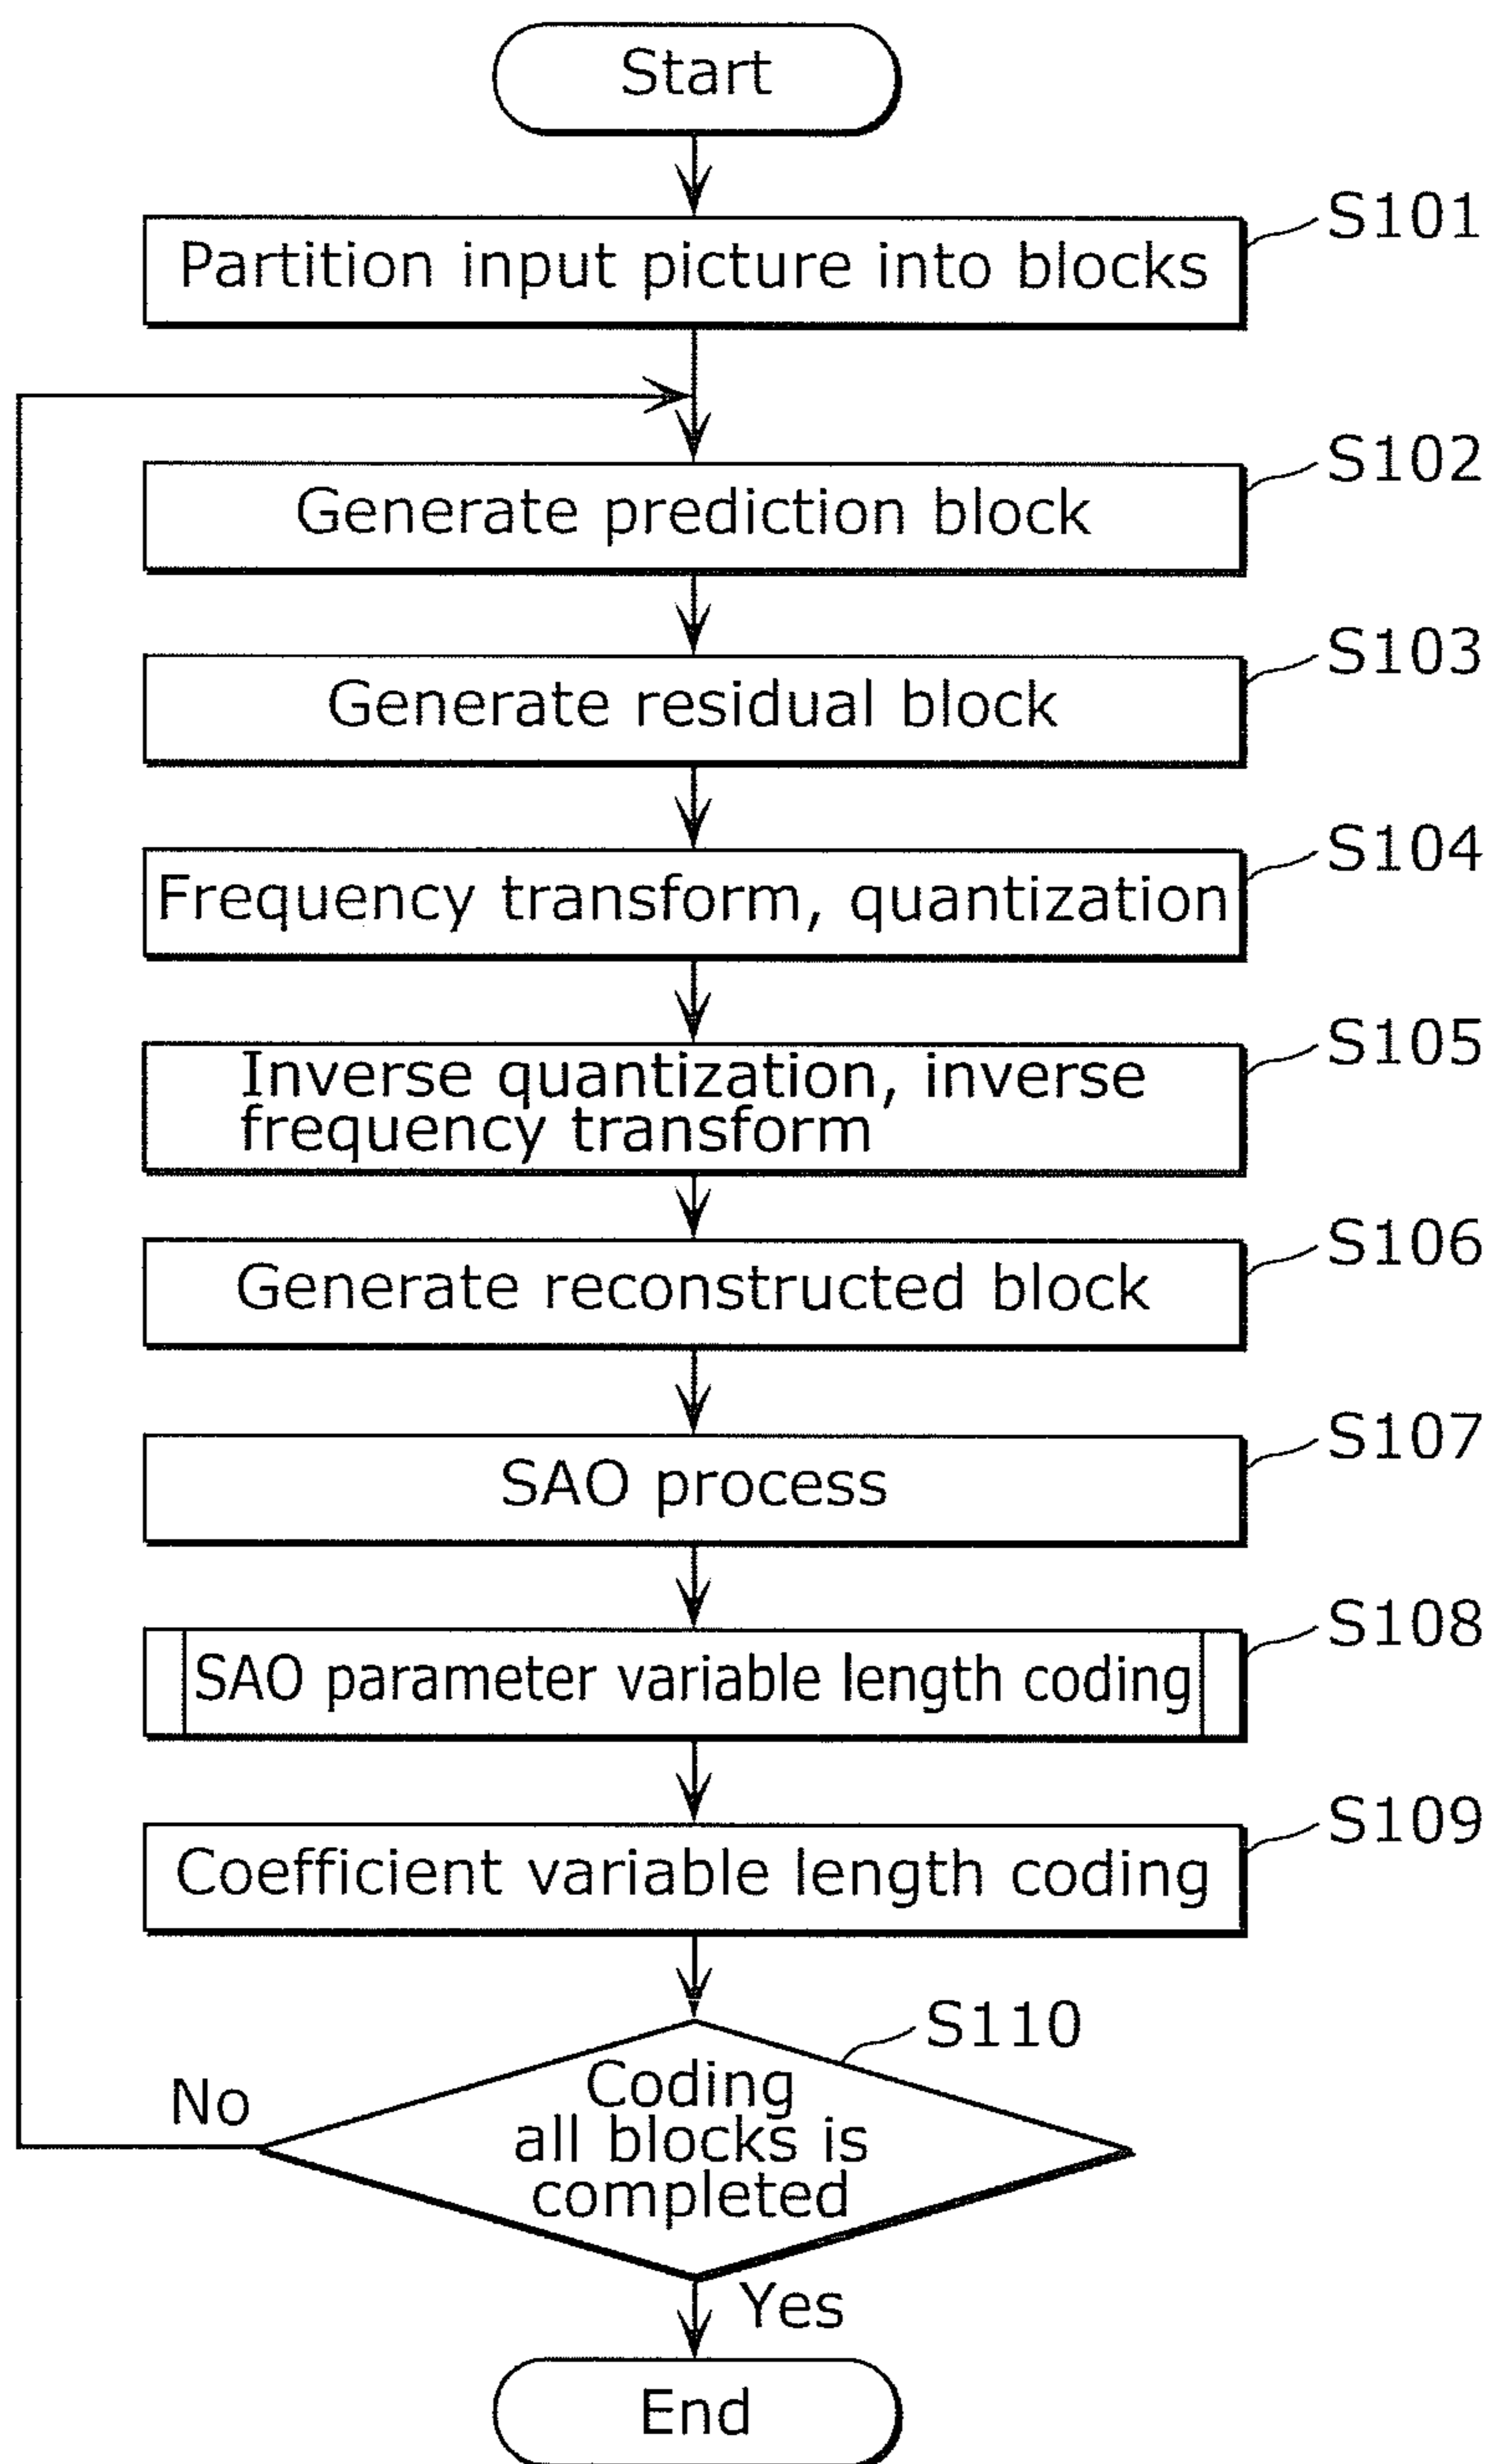 Start
S101
Partition input picture into blocks
S102
Generate prediction block
S103
Generate residual block
S104
Frequency transform, quantization
S105
Inverse quantization, inverse
frequency transform
S106
Generate reconstructed block
S107
SAO process
S108
SAO parameter variable length coding
S109
Coefficient variable length coding
S110
Coding
all blocks is
completed
No
Yes
End